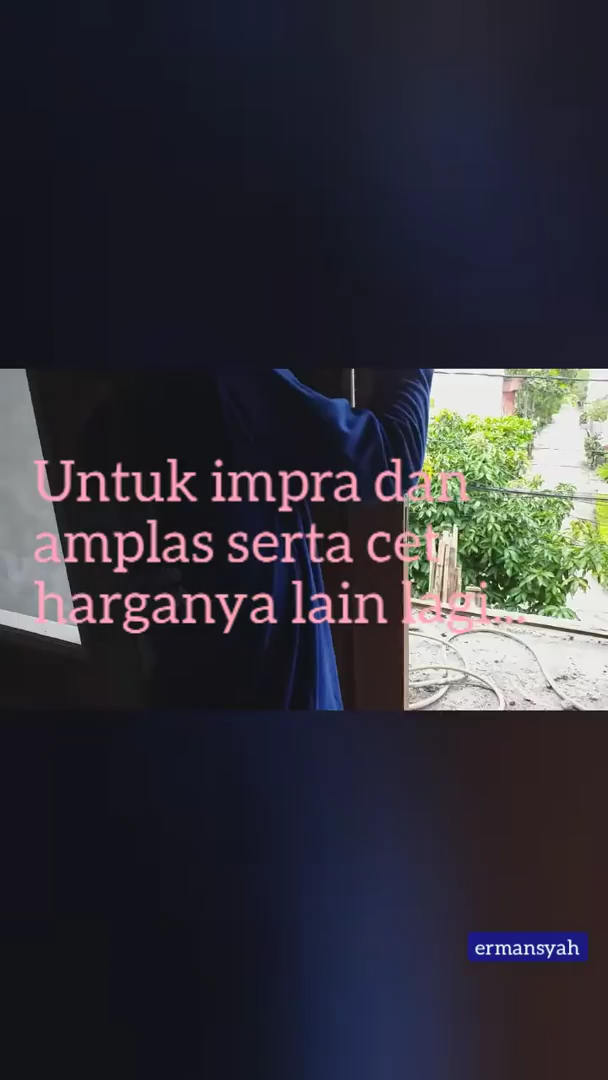 Untuk impra dan
amplas serta cet
harganya lain lagi...
ermansyah